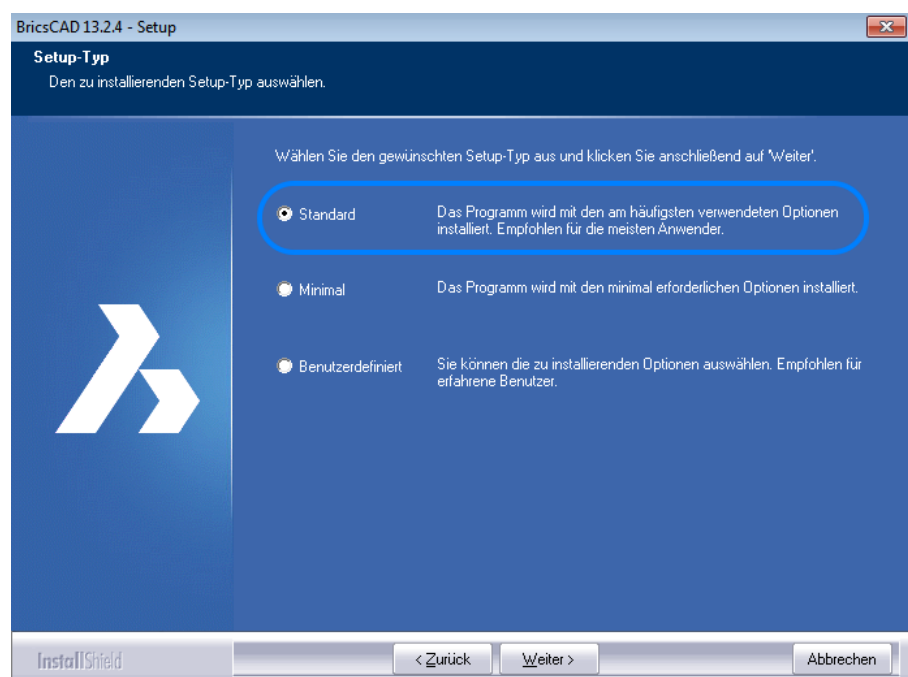 BricsCAD 13.2.4 - Setup
Setup-Typ
Den zu installierenden Setup-Typ auswählen.
Wählen Sie den gewünschten Setup-Typ aus und klicken Sie anschließend auf 'Weiter'.
Standard
Das Programm wird mit den am häufigsten verwendeten Optionen
installiert. Empfohlen für die meisten Anwender.
Minimal
Das Programm wird mit den minimal erforderlichen Optionen installiert.
Benutzerdefiniert
Sie können die zu installierenden Optionen auswählen. Empfohlen für
erfahrene Benutzer.
InstallShield
< Zurück
Weiter >
Abbrechen